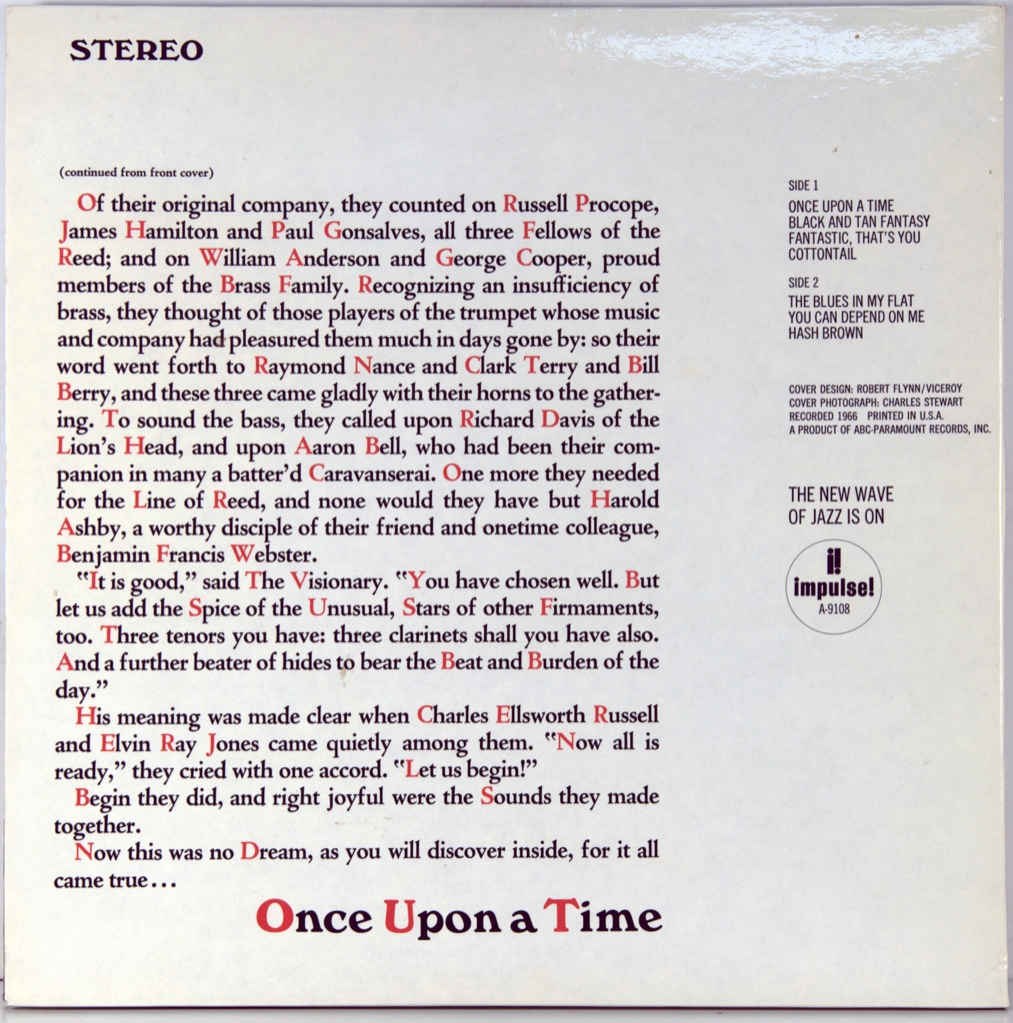 STEREO
(continued from front cover)
Of their original company, they counted on Russell Procope,
James Hamilton and Paul Gonsalves, all three Fellows of the
Reed; and on William Anderson and George Cooper, proud
members of the Brass Family. Recognizing an insufficiency of
brass, they thought of those players of the trumpet whose music
and company had pleasured them much in days gone by: so their
word went forth to Raymond Nance and Clark Terry and Bill
Berry, and these three came gladly with their horns to the gather-
ing. To sound the bass, they called upon Richard Davis of the
Lion's Head, and upon Aaron Bell, who had been their com-
panion in many a batter'd Caravanserai. One more they needed
for the Line of Reed, and none would they have but Harold
Ashby, a worthy disciple of their friend and onetime colleague,
Benjamin Francis Webster.
"It is good," said The Visionary. "You have chosen well. But
let us add the Spice of the Unusual, Stars of other Firmaments,
too. Three tenors you have: three clarinets shall you have also.
And a further beater of hides to bear the Beat and Burden of the
day."
His meaning was made clear when Charles Ellsworth Russell
and Elvin Ray Jones came quietly among them. "Now all is
ready," they cried with one accord. "Let us begin!"
Begin they did, and right joyful were the Sounds they made
together.
Now this was no Dream, as you will discover inside, for it all
came true...
Once Upon a Time
SIDE 1
ONCE UPON A TIME
BLACK AND TAN FANTASY
FANTASTIC, THAT'S YOU
COTTONTAIL
SIDE 2
THE BLUES IN MY FLAT
YOU CAN DEPEND ON ME
HASH BROWN
COVER DESIGN: ROBERT FLYNN/VICEROY
COVER PHOTOGRAPH: CHARLES STEWART
RECORDED 1966 PRINTED IN U.S.A.
A PRODUCT OF ABC-PARAMOUNT RECORDS, INC.
THE NEW WAVE
OF JAZZ IS ON
i!
impulse!
A-9108